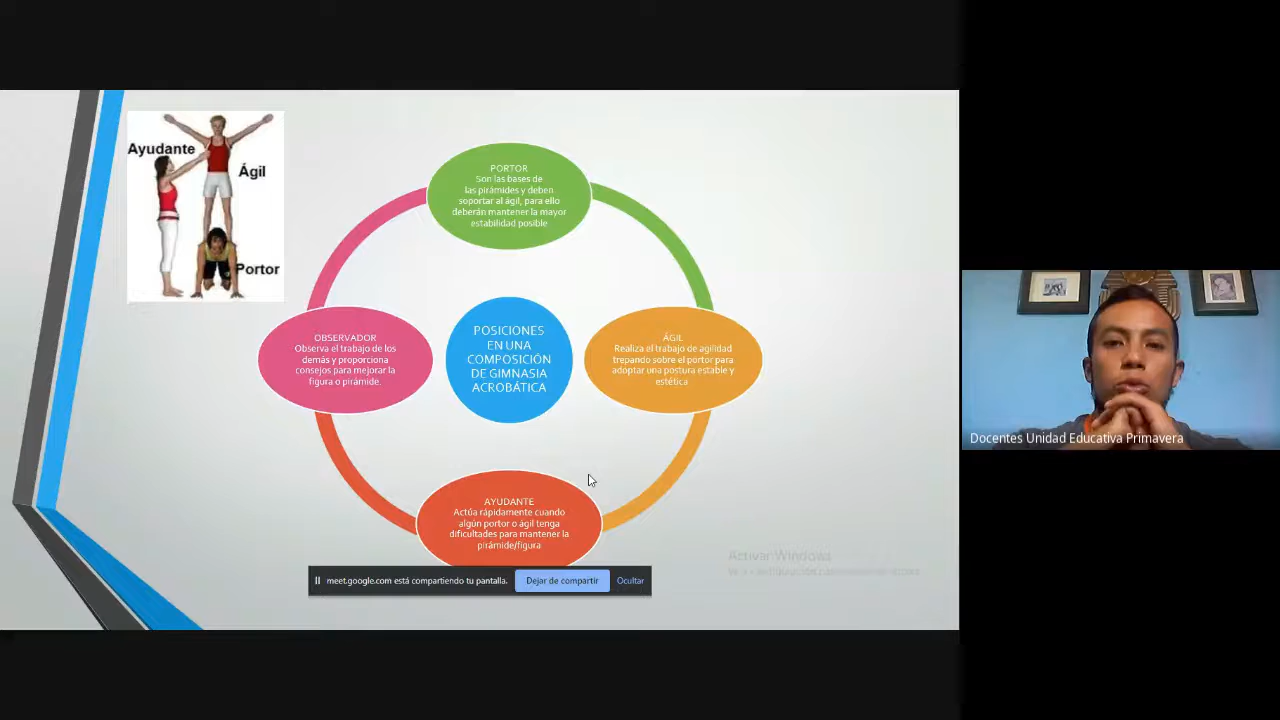 Ayudante
Ágil
Portor
PORTOR
Son las bases de
las pirámides y deben
soportar al ágil, para ello
deberán mantener la mayor
estabilidad posible
OBSERVADOR
Observa el trabajo de los
demás y proporciona
consejos para mejorar la
figura o pirámide.
POSICIONES
EN UNA
COMPOSICIÓN
DE GIMNASIA
ACROBÁTICA
ÁGIL
Realiza el trabajo de agilidad
trepando sobre el portor para
adoptar una postura estable y
estética
AYUDANTE
Actúa rápidamente cuando
algún portor o ágil tenga
dificultades para mantener la
pirámide/figura
Activar Windows
meet.google.com está compartiendo tu pantalla.
Dejar de compartir
Ocultar
Docentes Unidad Educativa Primavera